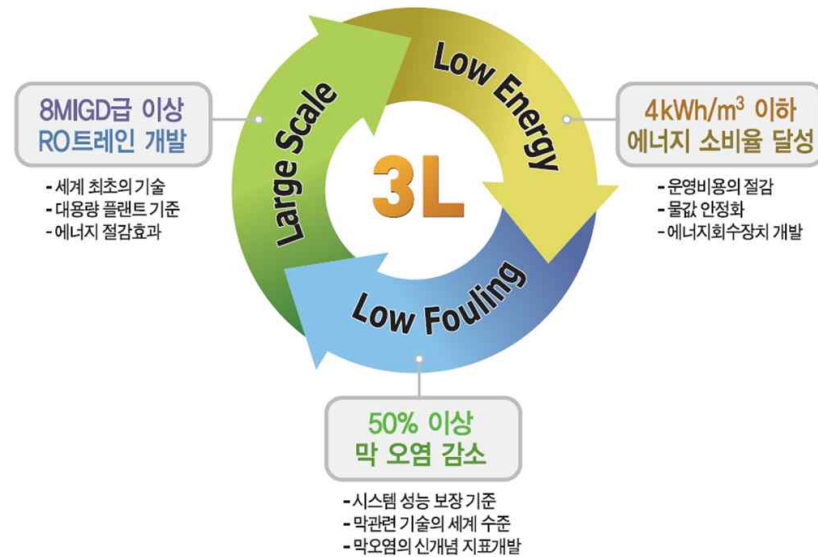 Large Scale
Low Energy
Low Fouling
3L
8MIGD급 이상
RO트레인 개발
- 세계 최초의 기술
- 대용량 플랜트 기준
- 에너지 절감효과
4kWh/m³ 이하
에너지 소비율 달성
- 운영비용의 절감
- 물값 안정화
- 에너지회수장치 개발
50% 이상
막 오염 감소
- 시스템 성능 보장 기준
- 막관련 기술의 세계 수준
- 막오염의 신개념 지표개발